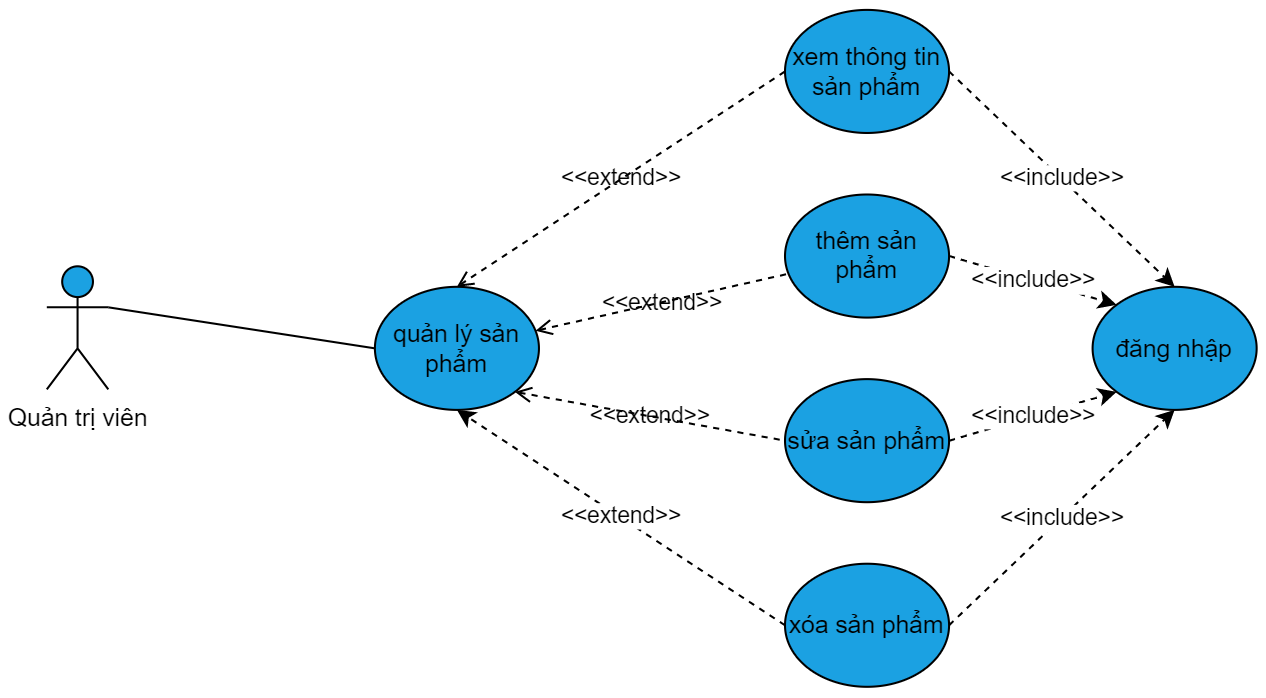 xem thông tin
sản phẩm
<<extend>>
<<include>>
thêm sản
phẩm
<<include>>
<<extend>>
quản lý sản
phẩm
đăng nhập
Quản trị viên
<<extend>>
<<include>>
sửa sản phẩm
<<extend>>
<<include>>
xóa sản phẩm